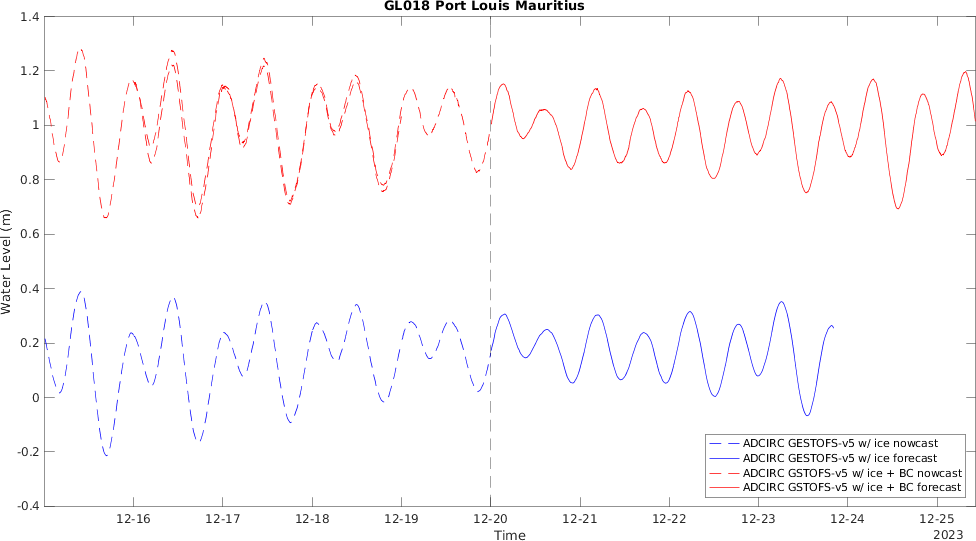 GL018 Port Louis Mauritius
1.4
1.2
1
0.8
0.6
0.4
0.2
0
-0.2
-0.4
Water Level (m)
12-16 12-17 12-18 12-19 12-20 12-21 12-22 12-23 12-24 12-25
Time
2023
ADCIRC GESTOFS-v5 w/ ice nowcast
ADCIRC GESTOFS-v5 w/ ice forecast
ADCIRC GSTOFS-v5 w/ ice + BC nowcast
ADCIRC GSTOFS-v5 w/ ice + BC forecast